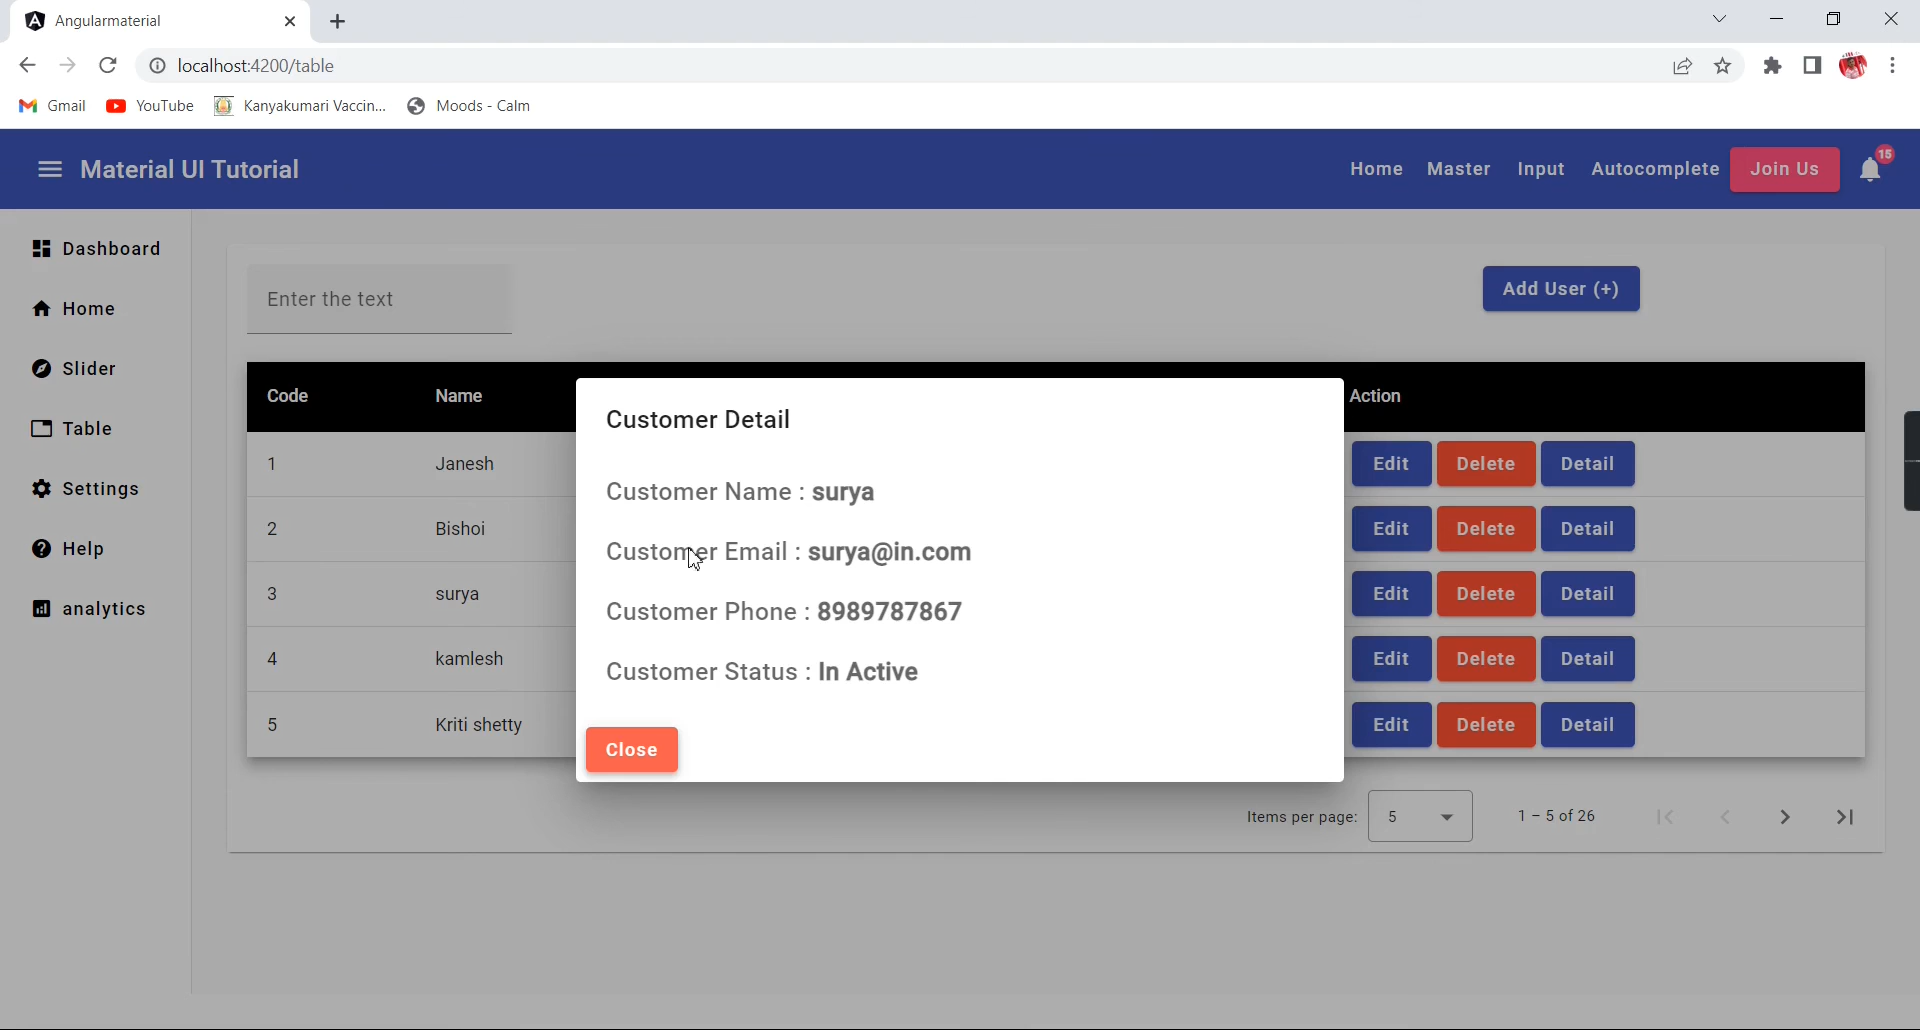 Angularmaterial
localhost:4200/table
Gmail YouTube Kanyakumari Vaccin... Moods - Calm
Material UI Tutorial Home Master Input Autocomplete Join Us 15
Dashboard
Home
Slider
Table
Settings
Help
analytics
Enter the text Add User (+)
Code Name Action
1 Janesh Edit Delete Detail
2 Bishoi Edit Delete Detail
3 surya Edit Delete Detail
4 kamlesh Edit Delete Detail
5 Kriti shetty Edit Delete Detail
Customer Detail
Customer Name : surya
Customer Email : surya@in.com
Customer Phone : 8989787867
Customer Status : In Active
Close
Items per page: 5 1 – 5 of 26